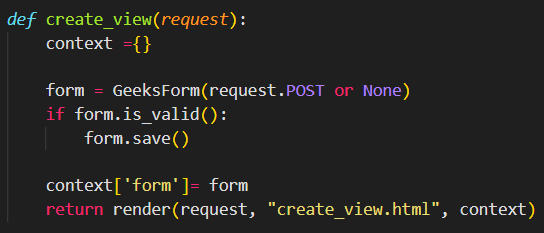 def create_view(request):
    context ={}

    form = GeeksForm(request.POST or None)
    if form.is_valid():
        form.save()

    context['form']= form
    return render(request, "create_view.html", context)